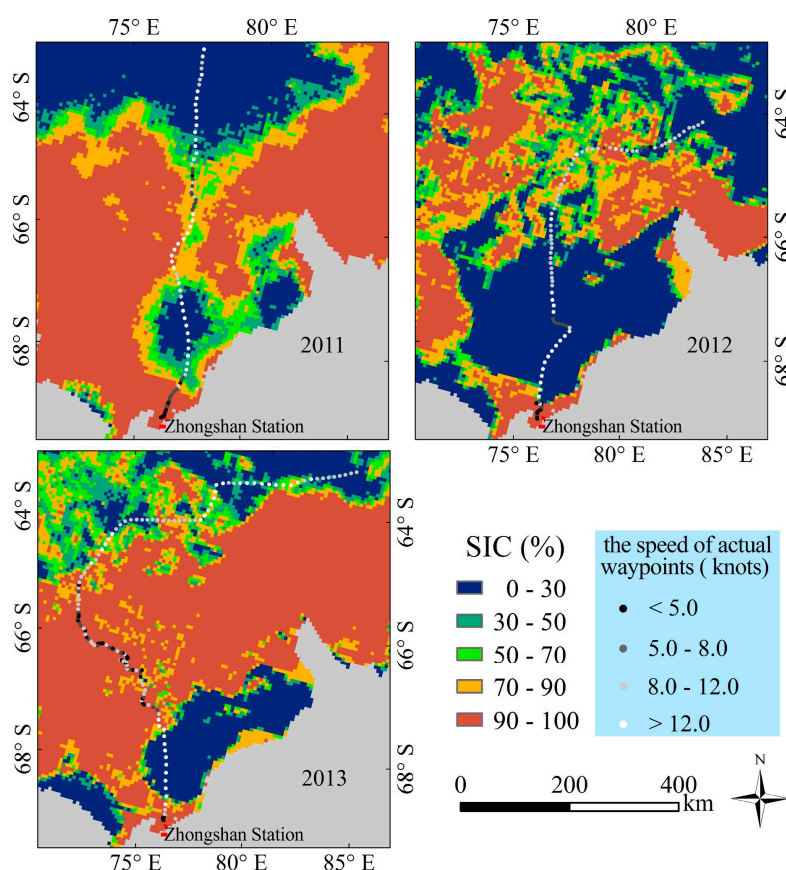 75° E 80° E
64° S
66° S
68° S
2011
Zhongshan Station
64° S
66° S
68° S
2012
Zhongshan Station
75° E 80° E 85° E
64° S
66° S
68° S
64° S
66° S
68° S
2013
Zhongshan Station
75° E 80° E 85° E
SIC (%)
0 - 30
30 - 50
50 - 70
70 - 90
90 - 100
the speed of actual
waypoints ( knots)
< 5.0
5.0 - 8.0
8.0 - 12.0
> 12.0
0 200 400
km
N